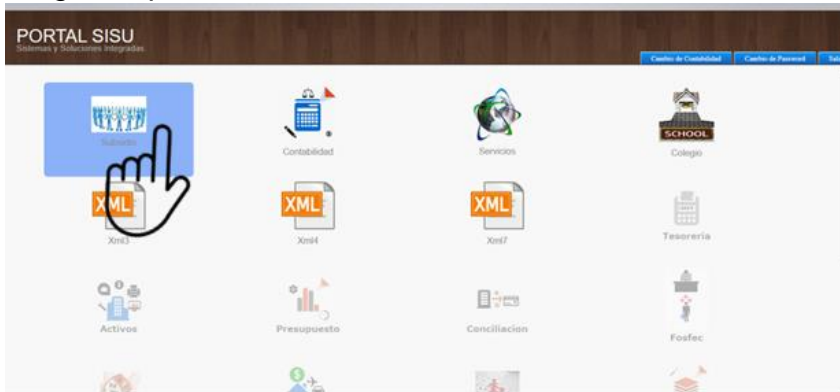 PORTAL SISU
Sistemas y Soluciones Integradas
Cambio de Contabilidad Cambio de Password
Subsidio
Contabilidad
Servicios
SCHOOL
Colegio
XML
Xml3
XML
Xml4
XML
Xml7
Tesoreria
Activos
Presupuesto
Conciliacion
Fosfec